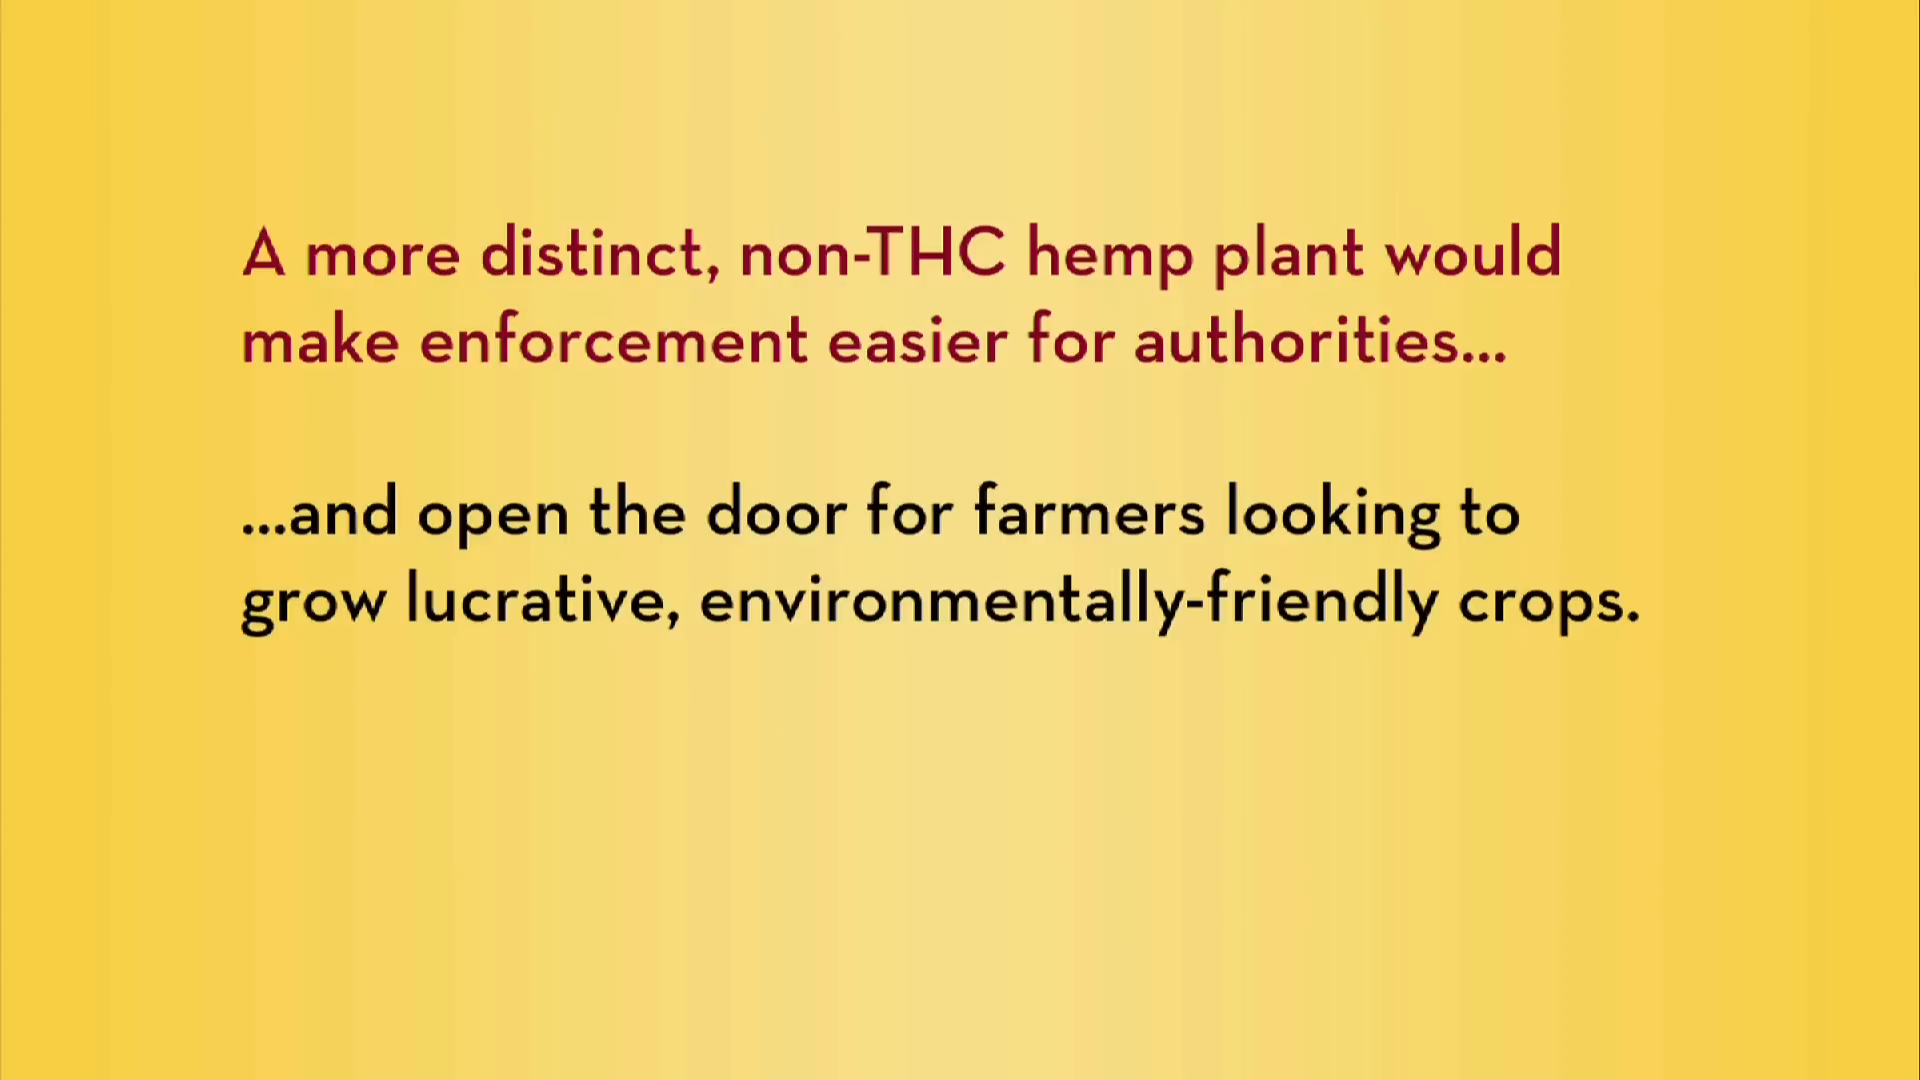 A more distinct, non-THC hemp plant would
make enforcement easier for authorities...
...and open the door for farmers looking to
grow lucrative, environmentally-friendly crops.